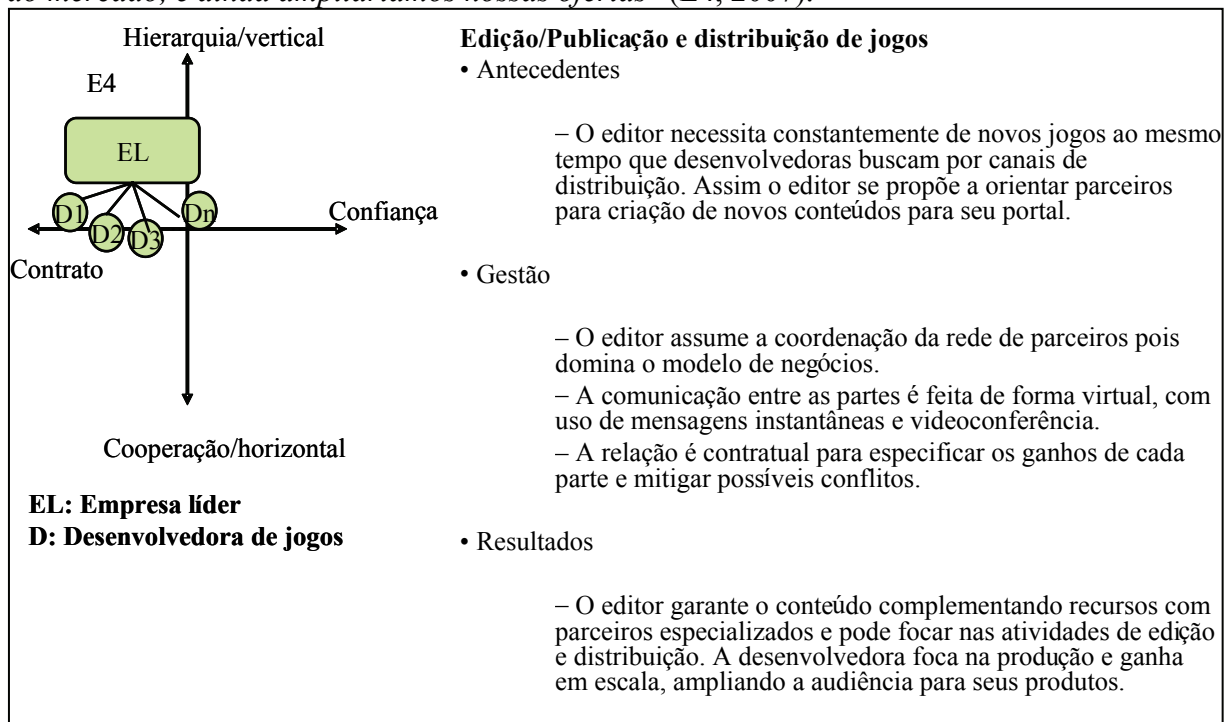 Hierarquia/vertical
E4
EL
D1
D2
D3
Dn
Confiança
Contrato
Cooperação/horizontal
EL: Empresa líder
D: Desenvolvedora de jogos
Edição/Publicação e distribuição de jogos
• Antecedentes
– O editor necessita constantemente de novos jogos ao mesmo
tempo que desenvolvedoras buscam por canais de
distribuição. Assim o editor se propõe a orientar parceiros
para criação de novos conteúdos para seu portal.
• Gestão
– O editor assume a coordenação da rede de parceiros pois
domina o modelo de negócios.
– A comunicação entre as partes é feita de forma virtual, com
uso de mensagens instantâneas e videoconferência.
– A relação é contratual para especificar os ganhos de cada
parte e mitigar possíveis conflitos.
• Resultados
– O editor garante o conteúdo complementando recursos com
parceiros especializados e pode focar nas atividades de edição
e distribuição. A desenvolvedora foca na produção e ganha
em escala, ampliando a audiência para seus produtos.